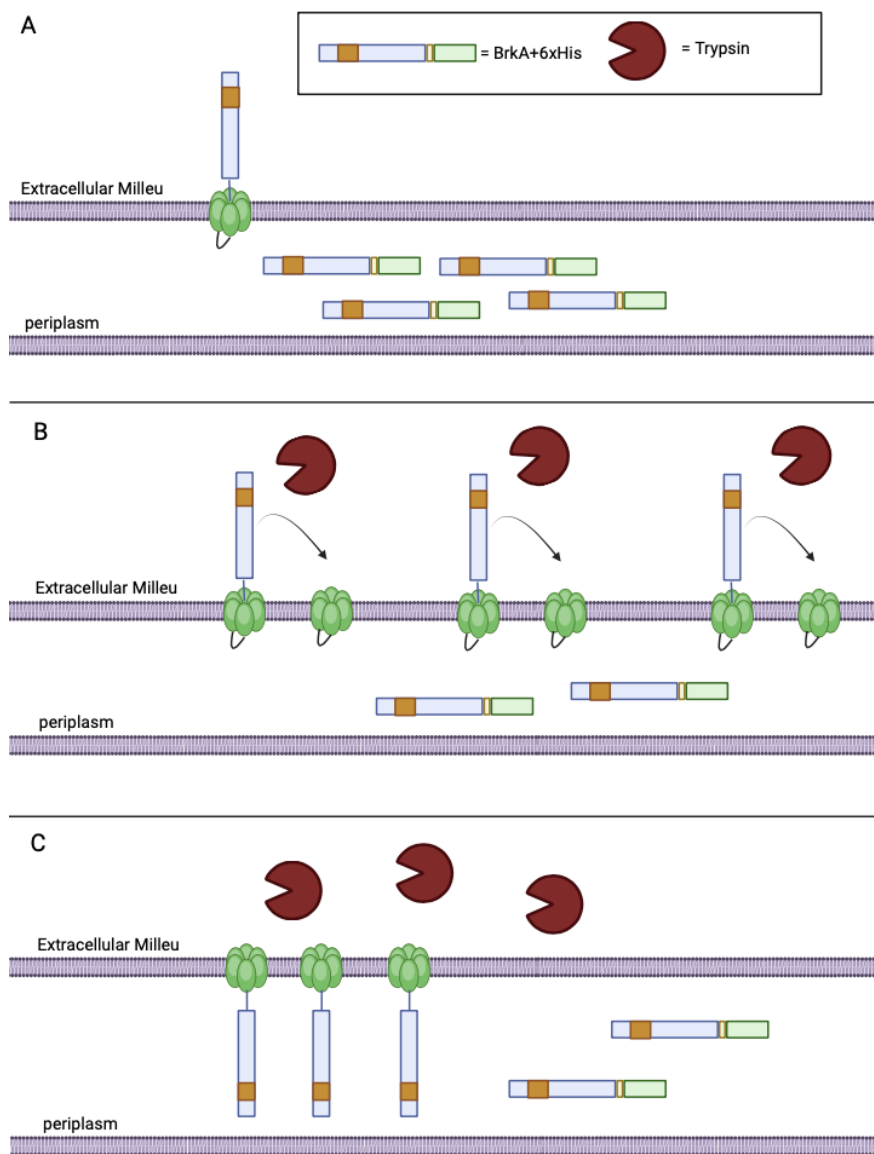 A
= BrkA+6xHis
= Trypsin
Extracellular Milleu
periplasm
B
Extracellular Milleu
periplasm
C
Extracellular Milleu
periplasm